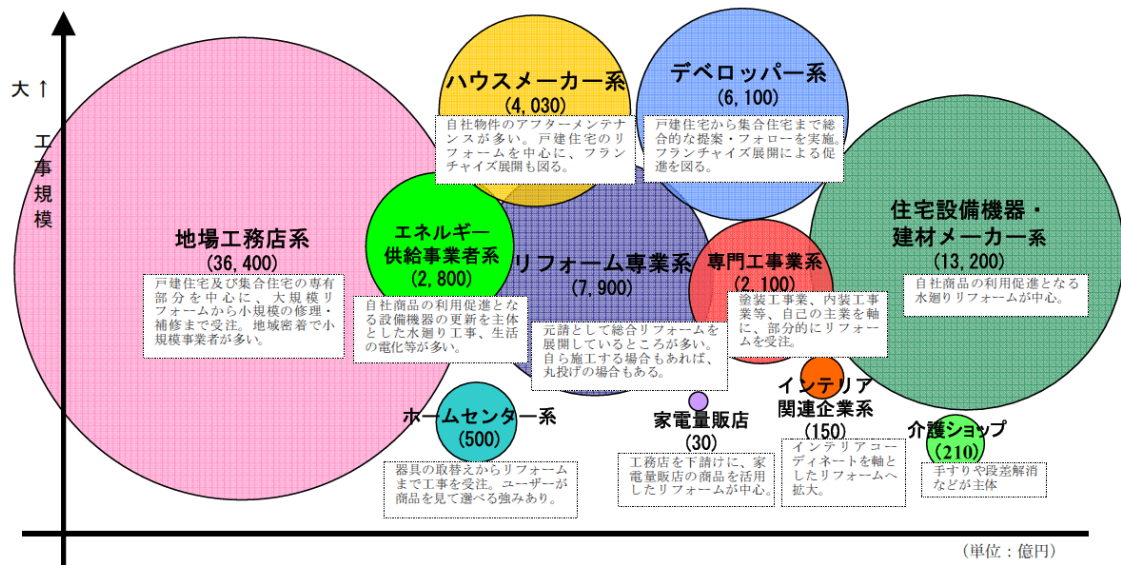 大 ↑
工事規模
ハウスメーカー系
(4,030)
自社物件のアフターメンテナ
ンスが多い。戸建住宅のリ
フォームを中心に、フラン
チャイズ展開も図る。
デベロッパー系
(6,100)
戸建住宅から集合住宅まで総
合的な提案・フォローを実施。
フランチャイズ展開による促
進を図る。
地場工務店系
(36,400)
戸建住宅及び集合住宅の専有
部分を中心に、大規模リ
フォームから小規模の修理・
補修まで受注。地域密着で小
規模事業者が多い。
エネルギー
供給事業者系
(2,800)
自社商品の利用促進とな
る設備機器の更新を主体
とした水廻り工事、生活
の電化等が多い。
リフォーム専業系
(7,900)
元請として総合リフォームを
展開しているところが多い。
自ら施工する場合もあれば、
丸投げの場合もある。
専門工事業系
(2,100)
塗装工事業、内装工事
業等、自己の主業を軸
に、部分的にリフォー
ムを受注。
住宅設備機器・
建材メーカー系
(13,200)
自社商品の利用促進となる
水廻りリフォームが中心。
ホームセンター系
(500)
器具の取替えからリフォーム
まで工事を受注。ユーザーが
商品を見て選べる強みあり。
家電量販店
(30)
工務店を下請けに、家
電量販店の商品を活用
したリフォームが中心。
インテリア
関連企業系
(150)
インテリアコー
ディネートを軸と
したリフォームへ
拡大。
介護ショップ
(210)
手すりや段差解消
などが主体
(単位：億円)